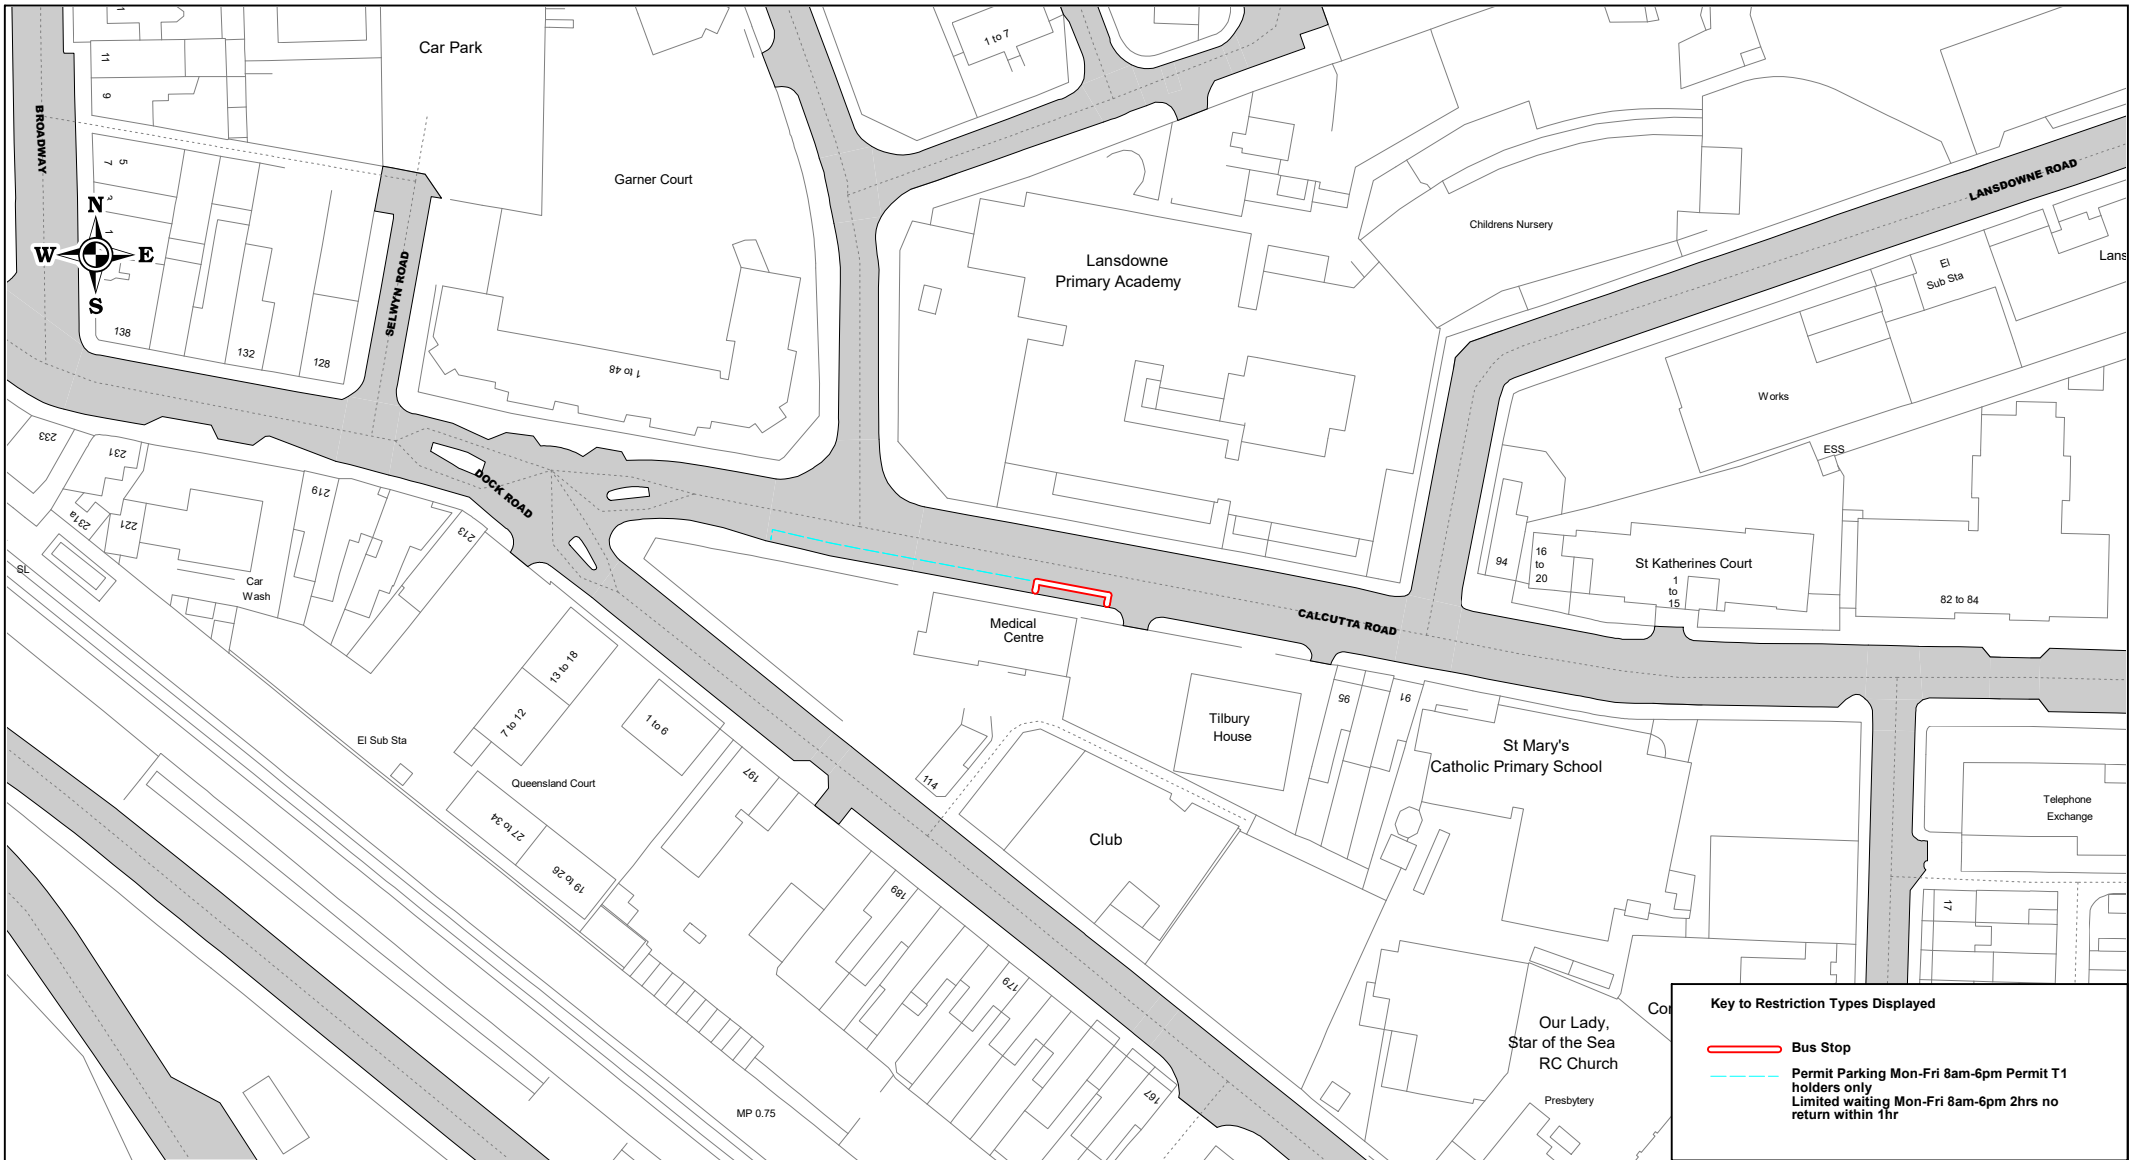 Car Park
1 to 7
11
9
BROADWAY
7
5
3
1
N
W
E
S
Garner Court
SELWYN ROAD
138
132
128
1 to 48
Lansdowne
Primary Academy
Childrens Nursery
LANSDOWNE ROAD
El
Sub Sta
Lans
Works
ESS
233
231
231a
221
219
213
SL
Car
Wash
DOCK ROAD
94
16
to
20
St Katherines Court
1
to
15
82 to 84
CALCUTTA ROAD
Medical
Centre
13 to 18
7 to 12
1 to 6
El Sub Sta
Queensland Court
27 to 34
19 to 26
197
114
Club
Tilbury
House
95
91
St Mary's
Catholic Primary School
Telephone
Exchange
17
189
179
167
MP 0.75
Our Lady,
Star of the Sea
RC Church
Presbytery
Key to Restriction Types Displayed
Bus Stop
Permit Parking Mon-Fri 8am-6pm Permit T1
holders only
Limited waiting Mon-Fri 8am-6pm 2hrs no
return within 1hr